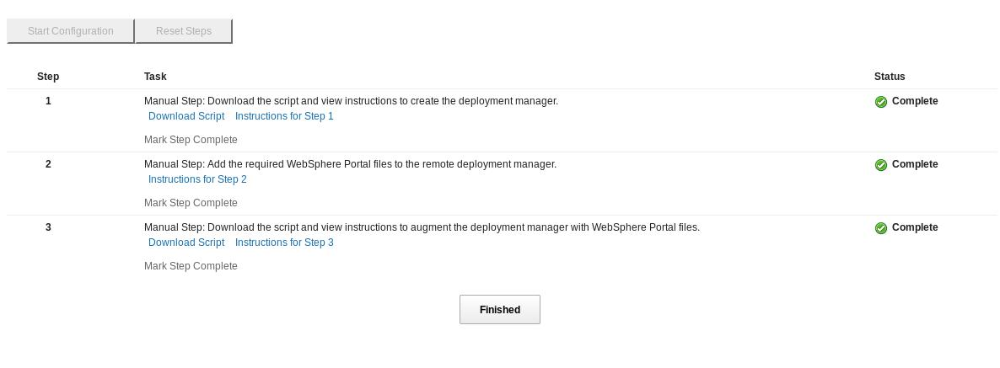 Start Configuration Reset Steps
Step Task Status
1 Manual Step: Download the script and view instructions to create the deployment manager. Complete
Download Script Instructions for Step 1
Mark Step Complete
2 Manual Step: Add the required WebSphere Portal files to the remote deployment manager. Complete
Instructions for Step 2
Mark Step Complete
3 Manual Step: Download the script and view instructions to augment the deployment manager with WebSphere Portal files. Complete
Download Script Instructions for Step 3
Mark Step Complete
Finished